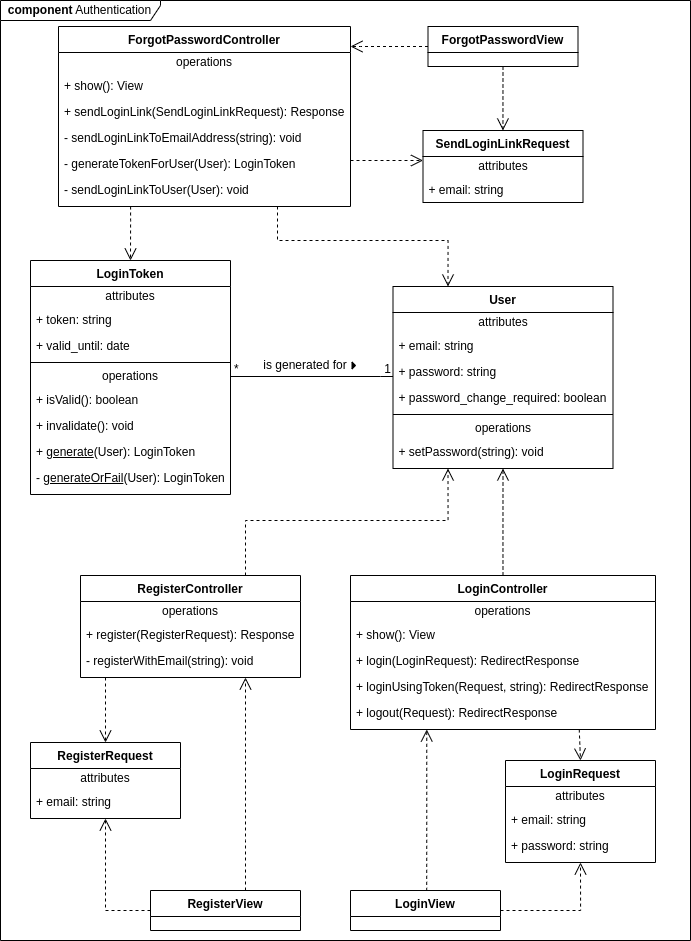 component Authentication
ForgotPasswordController
operations
+ show(): View
+ sendLoginLink(SendLoginLinkRequest): Response
- sendLoginLinkToEmailAddress(string): void
- generateTokenForUser(User): LoginToken
- sendLoginLinkToUser(User): void
ForgotPasswordView
SendLoginLinkRequest
attributes
+ email: string
LoginToken
attributes
+ token: string
+ valid_until: date
operations
+ isValid(): boolean
+ invalidate(): void
+ generate(User): LoginToken
- generateOrFail(User): LoginToken
* is generated for 1
User
attributes
+ email: string
+ password: string
+ password_change_required: boolean
operations
+ setPassword(string): void
RegisterController
operations
+ register(RegisterRequest): Response
- registerWithEmail(string): void
LoginController
operations
+ show(): View
+ login(LoginRequest): RedirectResponse
+ loginUsingToken(Request, string): RedirectResponse
+ logout(Request): RedirectResponse
RegisterRequest
attributes
+ email: string
LoginRequest
attributes
+ email: string
+ password: string
RegisterView
LoginView